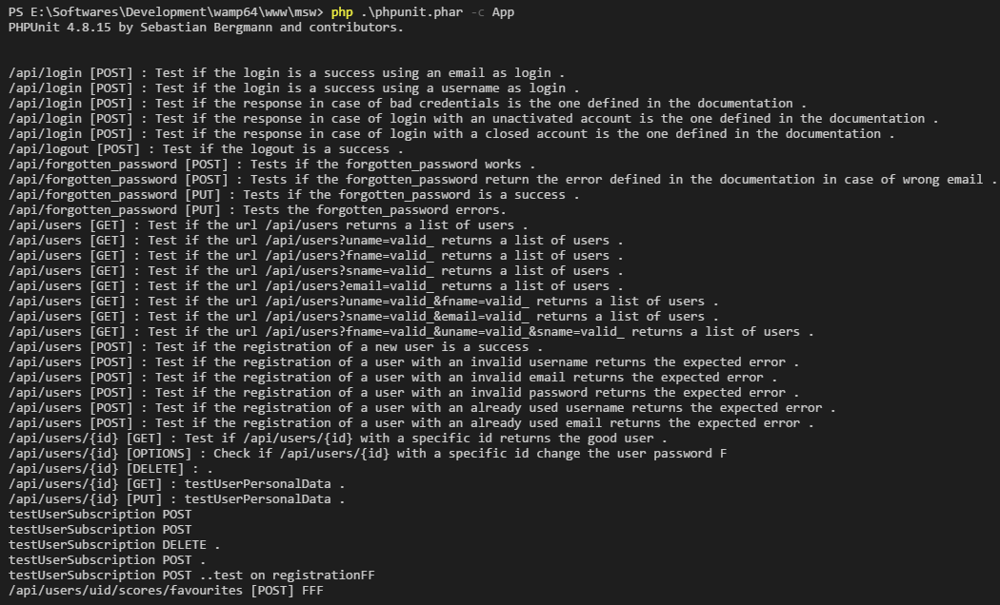 PS E:\Softwares\Development\wamp64\www\msw> php .\phpunit.phar -c App
PHPUnit 4.8.15 by Sebastian Bergmann and contributors.
/api/login [POST] : Test if the login is a success using an email as login .
/api/login [POST] : Test if the login is a success using a username as login .
/api/login [POST] : Test if the response in case of bad credentials is the one defined in the documentation .
/api/login [POST] : Test if the response in case of login with an unactivated account is the one defined in the documentation .
/api/login [POST] : Test if the response in case of login with a closed account is the one defined in the documentation .
/api/logout [POST] : Test if the logout is a success .
/api/forgotten_password [POST] : Tests if the forgotten_password works .
/api/forgotten_password [POST] : Tests if the forgotten_password return the error defined in the documentation in case of wrong email .
/api/forgotten_password [PUT] : Tests if the forgotten_password is a success .
/api/forgotten_password [PUT] : Tests the forgotten_password errors.
/api/users [GET] : Test if the url /api/users returns a list of users .
/api/users [GET] : Test if the url /api/users?uname=valid_ returns a list of users .
/api/users [GET] : Test if the url /api/users?fname=valid_ returns a list of users .
/api/users [GET] : Test if the url /api/users?sname=valid_ returns a list of users .
/api/users [GET] : Test if the url /api/users?email=valid_ returns a list of users .
/api/users [GET] : Test if the url /api/users?uname=valid_&fname=valid_ returns a list of users .
/api/users [GET] : Test if the url /api/users?sname=valid_&email=valid_ returns a list of users .
/api/users [GET] : Test if the url /api/users?fname=valid_&uname=valid_&sname=valid_ returns a list of users .
/api/users [POST] : Test if the registration of a new user is a success .
/api/users [POST] : Test if the registration of a user with an invalid username returns the expected error .
/api/users [POST] : Test if the registration of a user with an invalid email returns the expected error .
/api/users [POST] : Test if the registration of a user with an invalid password returns the expected error .
/api/users [POST] : Test if the registration of a user with an already used username returns the expected error .
/api/users [POST] : Test if the registration of a user with an already used email returns the expected error .
/api/users/{id} [GET] : Test if /api/users/{id} with a specific id returns the good user .
/api/users/{id} [OPTIONS] : Check if /api/users/{id} with a specific id change the user password F
/api/users/{id} [DELETE] : .
/api/users/{id} [GET] : testUserPersonalData .
/api/users/{id} [PUT] : testUserPersonalData .
testUserSubscription POST
testUserSubscription POST
testUserSubscription DELETE .
testUserSubscription POST .
testUserSubscription POST ..test on registrationFF
/api/users/uid/scores/favourites [POST] FFF